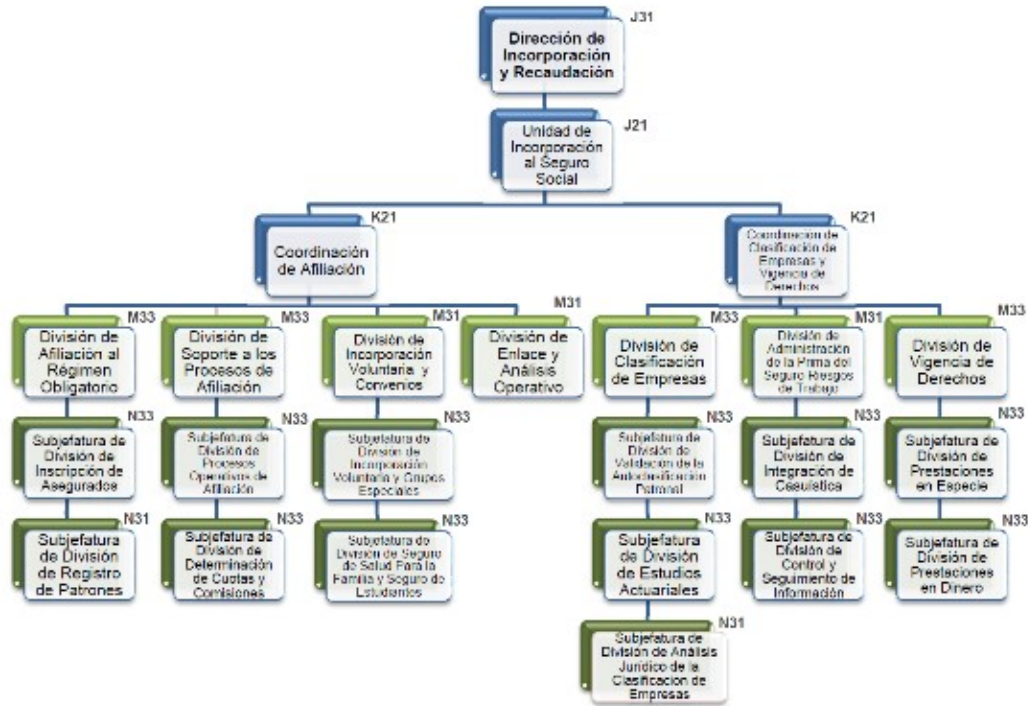 J31
Dirección de
Incorporación
y Recaudación
J21
Unidad de
Incorporación
al Seguro
Social
K21
Coordinación
de Afiliación
K21
Coordinación de
Clasificación de
Empresas y
Vigencia de
Derechos
M33
División de
Afiliación al
Régimen
Obligatorio
M33
División de
Soporte a los
Procesos de
Afiliación
M31
División de
Incorporación
Voluntaria y
Convenios
M31
División de
Enlace y
Análisis
Operativo
M33
División de
Clasificación
de Empresas
M31
División de
Administración
de la Prima del
Seguro Riesgos
de Trabajo
M33
División de
Vigencia de
Derechos
N33
Subjefatura de
División de
Inscripción de
Asegurados
N33
Subjefatura de
División de
Procesos
Operativos de
Afiliación
N33
Subjefatura de
División de
Incorporación
Voluntaria y Grupos
Especiales
N33
Subjefatura de
División de
Validación de la
Autoclasificación
Patronal
N33
Subjefatura de
División de
Integración de
Casuística
N33
Subjefatura de
División de
Prestaciones
en Especie
N31
Subjefatura
de División
de Registro
de Patrones
N33
Subjefatura de
División de
Determinación
de Cuotas y
Comisiones
N33
Subjefatura de
División de Seguro
de Salud Para la
Familia y Seguro de
Estudiantes
N33
Subjefatura
de División
de Estudios
Actuariales
N33
Subjefatura de
División de
Control y
Seguimiento de
Información
N33
Subjefatura de
División de
Prestaciones
en Dinero
N31
Subjefatura de
División de Análisis
Jurídico de la
Clasificacion de
Empresas